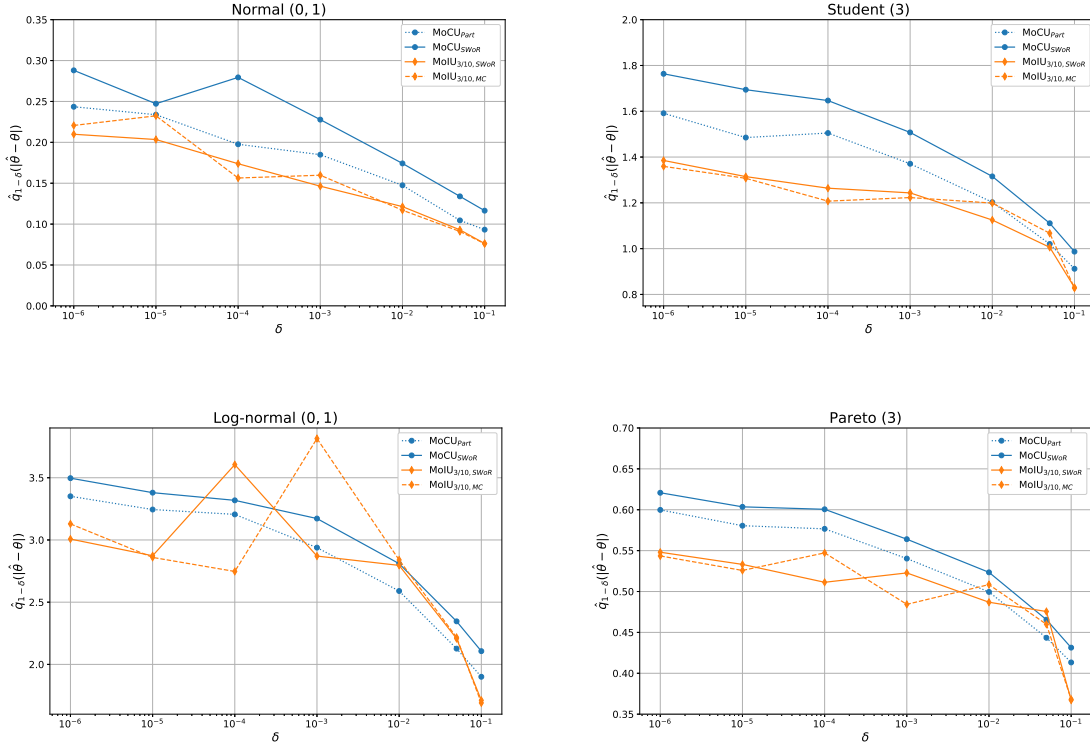 Normal (0, 1)
0.35
0.30
0.25
0.20
0.15
0.10
0.05
0.00
q̂₁₋δ(|θ̂ − θ|)
MoCU_Part
MoCU_SWoR
MoIU_3/10, SWoR
MoIU_3/10, MC
10⁻⁶ 10⁻⁵ 10⁻⁴ 10⁻³ 10⁻² 10⁻¹
δ
Student (3)
2.0
1.8
1.6
1.4
1.2
1.0
0.8
q̂₁₋δ(|θ̂ − θ|)
MoCU_Part
MoCU_SWoR
MoIU_3/10, SWoR
MoIU_3/10, MC
10⁻⁶ 10⁻⁵ 10⁻⁴ 10⁻³ 10⁻² 10⁻¹
δ
Log-normal (0, 1)
3.5
3.0
2.5
2.0
q̂₁₋δ(|θ̂ − θ|)
MoCU_Part
MoCU_SWoR
MoIU_3/10, SWoR
MoIU_3/10, MC
10⁻⁶ 10⁻⁵ 10⁻⁴ 10⁻³ 10⁻² 10⁻¹
δ
Pareto (3)
0.70
0.65
0.60
0.55
0.50
0.45
0.40
0.35
q̂₁₋δ(|θ̂ − θ|)
MoCU_Part
MoCU_SWoR
MoIU_3/10, SWoR
MoIU_3/10, MC
10⁻⁶ 10⁻⁵ 10⁻⁴ 10⁻³ 10⁻² 10⁻¹
δ